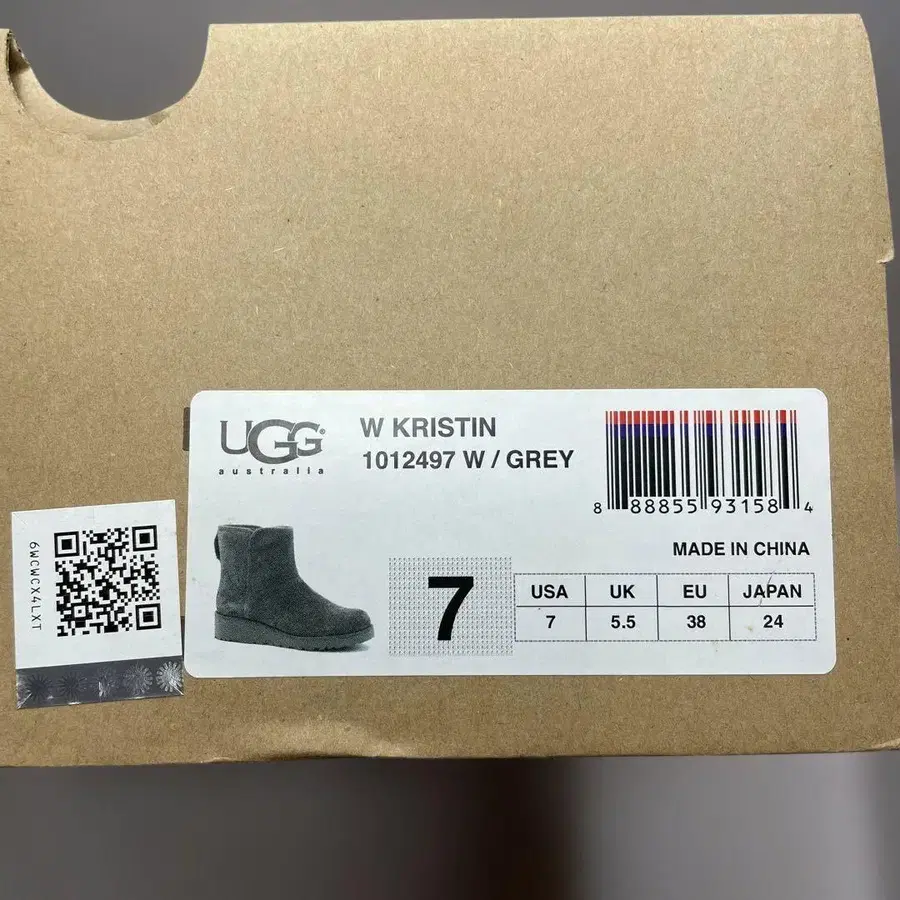 UGG®
australia
W KRISTIN
1012497 W / GREY
8 88855 93158 4
MADE IN CHINA
7
USA UK EU JAPAN
7 5.5 38 24
6WCWCX4LXT